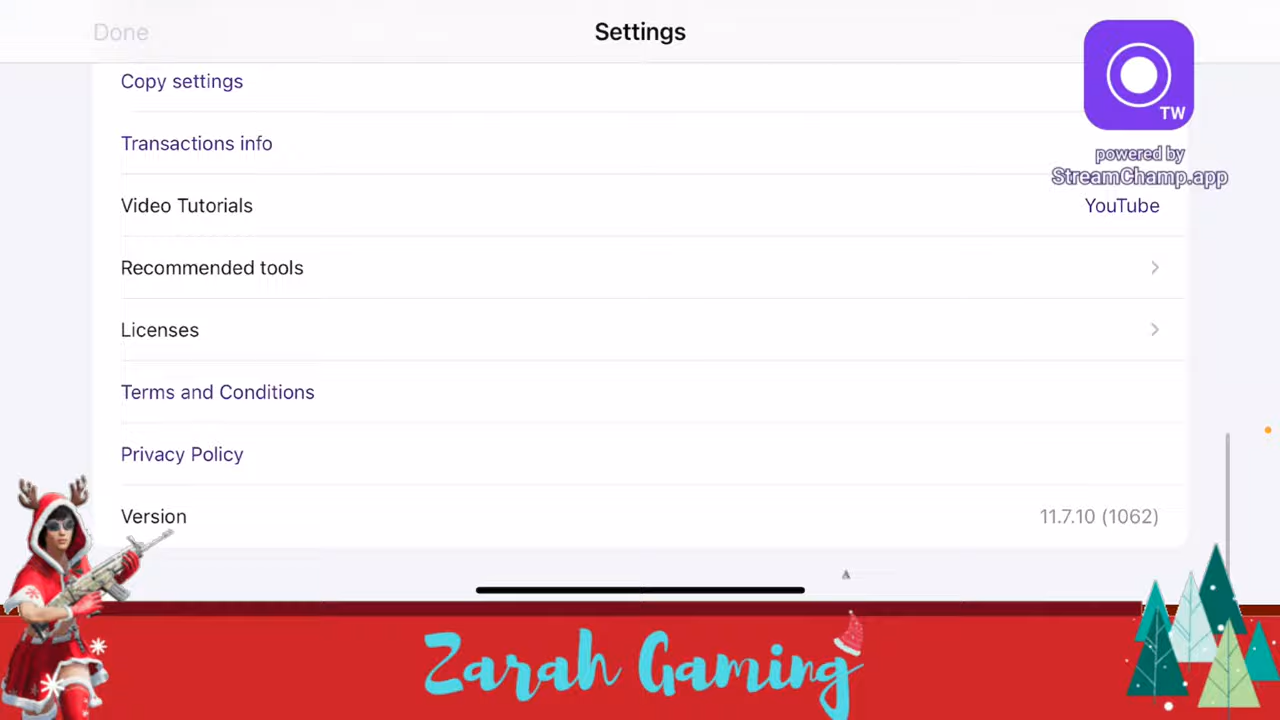 Done
Settings
TW
powered by
StreamChamp.app
Copy settings
Transactions info
Video Tutorials
YouTube
Recommended tools
Licenses
Terms and Conditions
Privacy Policy
Version
11.7.10 (1062)
A
Zarah Gaming